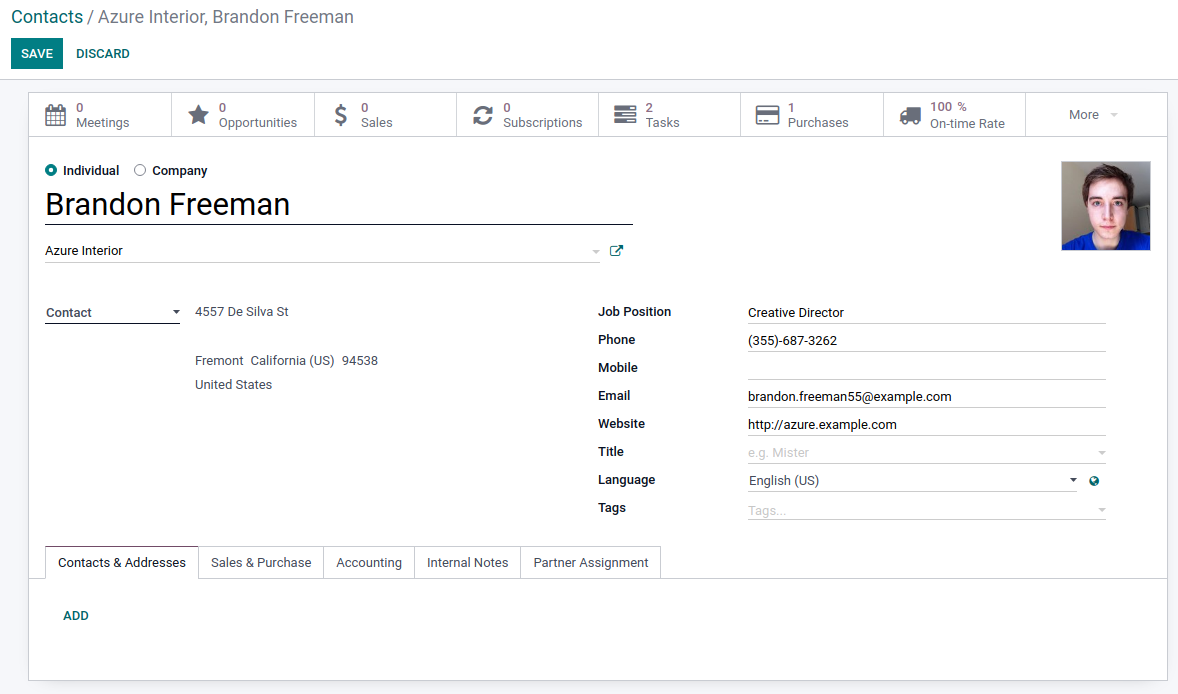 Contacts / Azure Interior, Brandon Freeman
SAVE DISCARD
0 Meetings
0 Opportunities
0 Sales
0 Subscriptions
2 Tasks
1 Purchases
100 % On-time Rate
More
Individual Company
Brandon Freeman
Azure Interior
Contact
4557 De Silva St
Fremont California (US) 94538
United States
Job Position Creative Director
Phone (355)-687-3262
Mobile
Email brandon.freeman55@example.com
Website http://azure.example.com
Title e.g. Mister
Language English (US)
Tags Tags...
Contacts & Addresses Sales & Purchase Accounting Internal Notes Partner Assignment
ADD